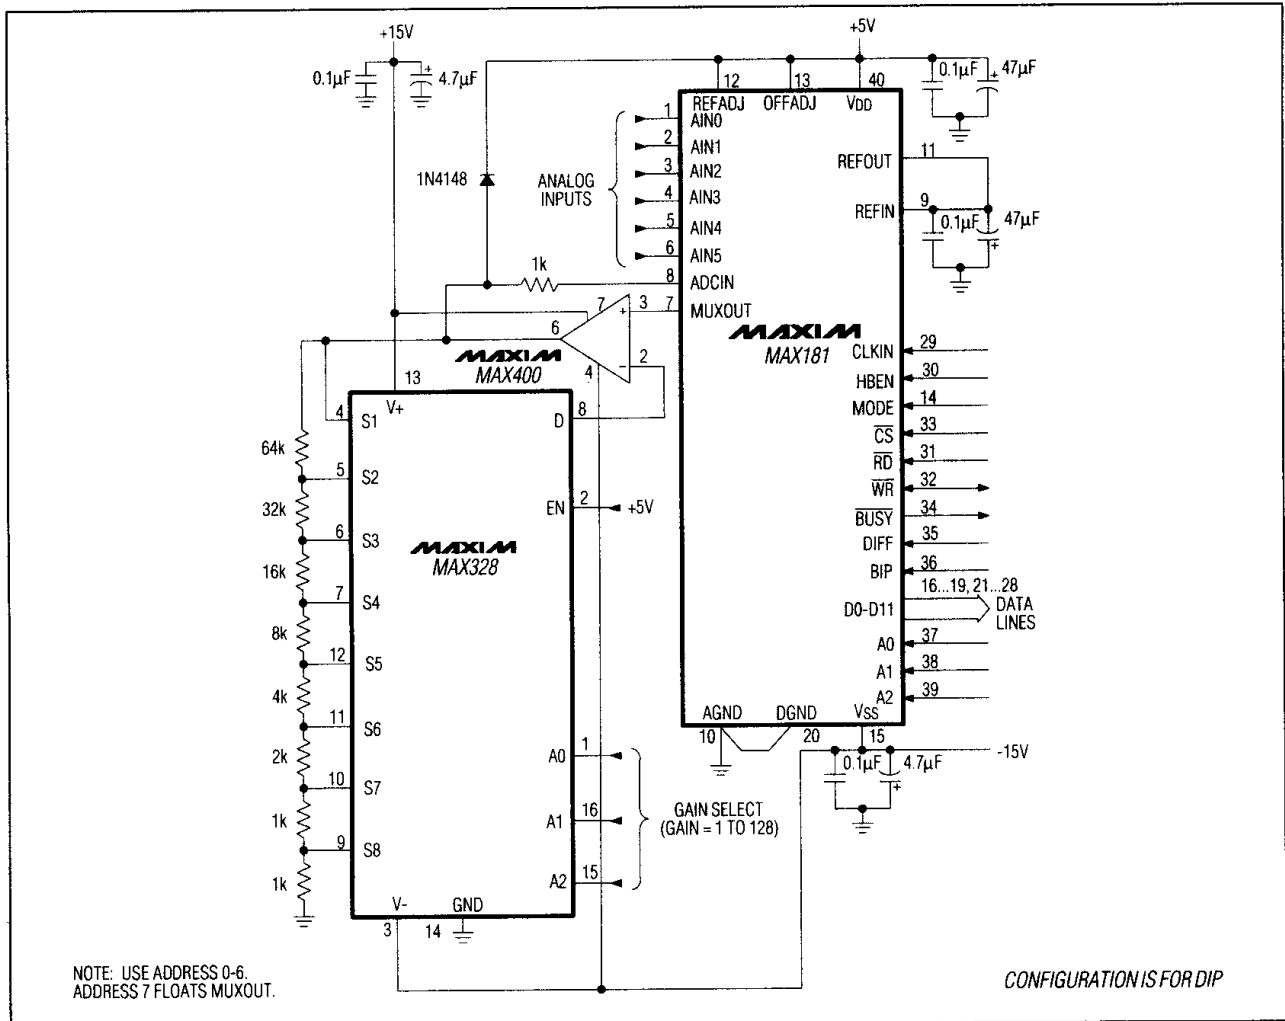 +15V
0.1µF
4.7µF
+5V
0.1µF
47µF
12
13
40
REFADJ
OFFADJ
VDD
1
AIN0
2
AIN1
3
AIN2
4
AIN3
5
AIN4
6
AIN5
ANALOG
INPUTS
1N4148
1k
8
ADCIN
7
MUXOUT
REFOUT
11
REFIN
9
0.1µF
47µF
MAXIM
MAX181
7
+
3
6
−
2
4
MAXIM
MAX400
CLKIN
29
HBEN
30
MODE
14
CS
33
RD
31
WR
32
BUSY
34
DIFF
35
BIP
36
D0-D11
16...19, 21...28
DATA
LINES
A0
37
A1
38
A2
39
AGND
DGND
VSS
10
20
15
-15V
0.1µF
4.7µF
13
V+
4
S1
D
8
64k
5
S2
EN
2
+5V
32k
6
S3
MAXIM
MAX328
16k
7
S4
8k
12
S5
4k
11
S6
A0
1
2k
10
S7
A1
16
GAIN SELECT
(GAIN = 1 TO 128)
1k
9
S8
A2
15
1k
V-
GND
3
14
NOTE: USE ADDRESS 0-6.
ADDRESS 7 FLOATS MUXOUT.
CONFIGURATION IS FOR DIP